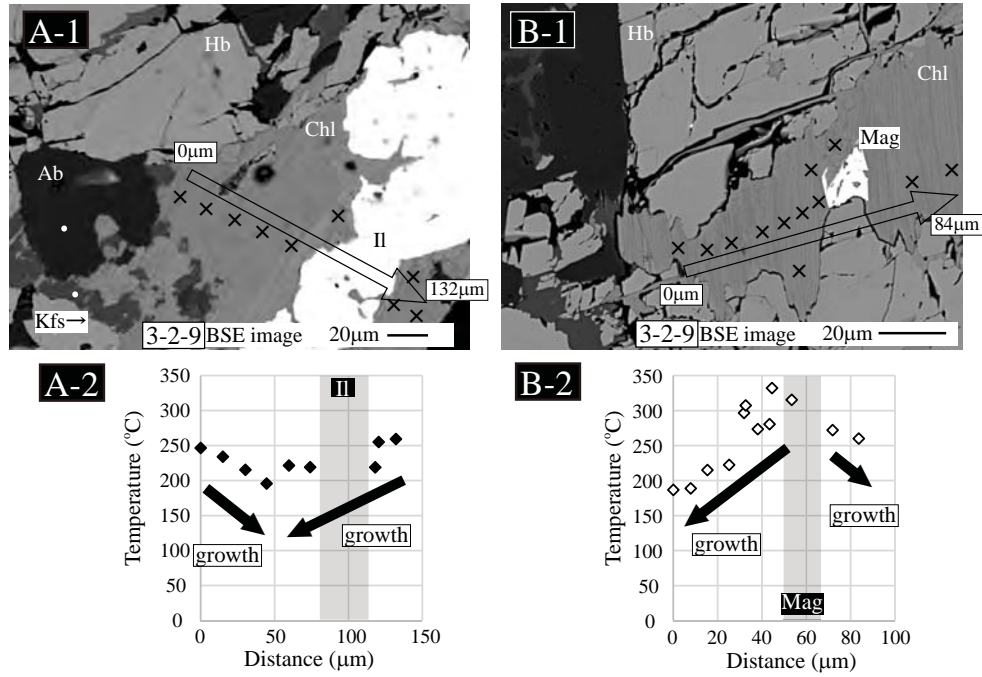 A-1
Hb
Chl
0μm
Ab
Il
132μm
Kfs→
3-2-9 BSE image 20μm
B-1
Hb
Chl
Mag
84μm
0μm
3-2-9 BSE image 20μm
A-2
350
300
250
200
150
100
50
0
Temperature (°C)
Il
growth
growth
0 50 100 150
Distance (μm)
B-2
350
300
250
200
150
100
50
0
Temperature (°C)
growth
growth
Mag
0 20 40 60 80 100
Distance (μm)